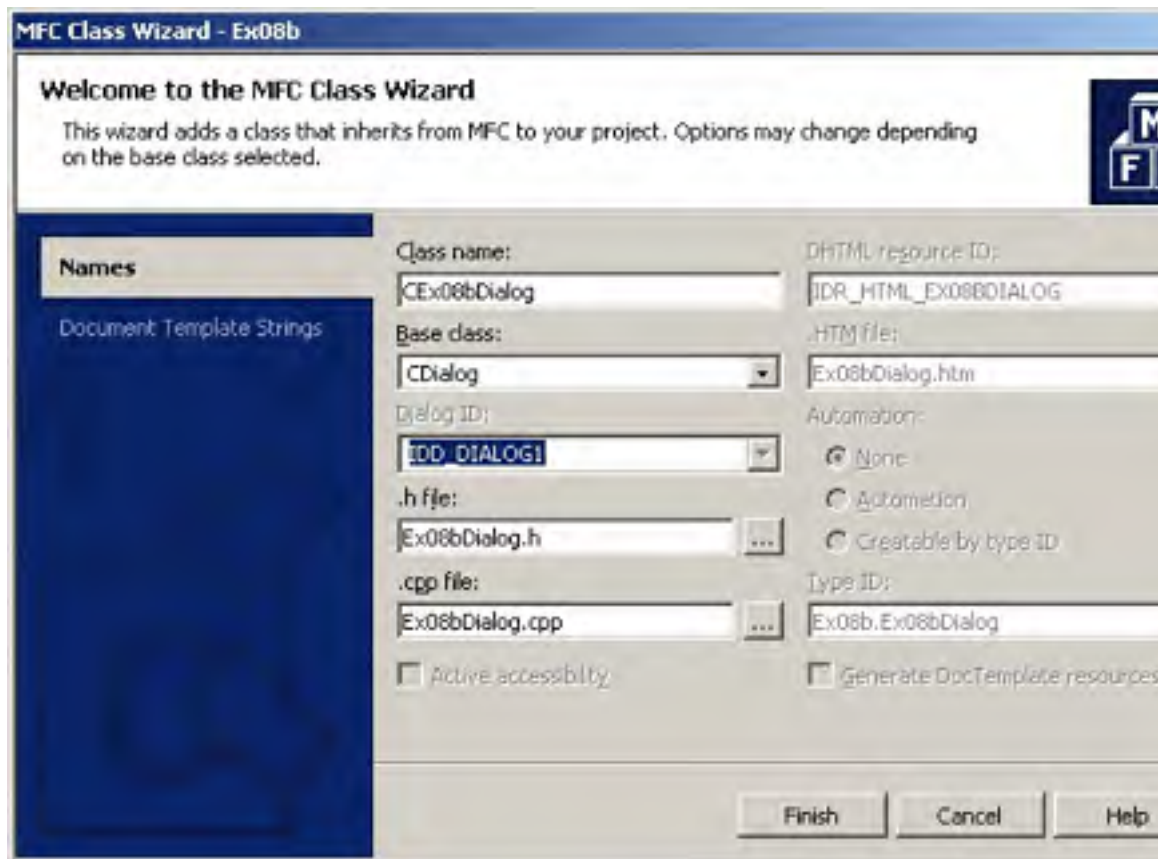 MFC Class Wizard - Ex08b
Welcome to the MFC Class Wizard
This wizard adds a class that inherits from MFC to your project. Options may change depending
on the base class selected.
M
F
Names
Document Template Strings
Class name:
CEx08bDialog
Base class:
CDialog
Dialog ID:
IDD_DIALOG1
.h file:
Ex08bDialog.h
...
.cpp file:
Ex08bDialog.cpp
...
Active accessibilty
DHTML resource ID:
IDR_HTML_EX08BDIALOG
.HTM file:
Ex08bDialog.htm
Automation:
None
Automation
Creatable by type ID
Type ID:
Ex08b.Ex08bDialog
Generate DocTemplate resources
Finish
Cancel
Help